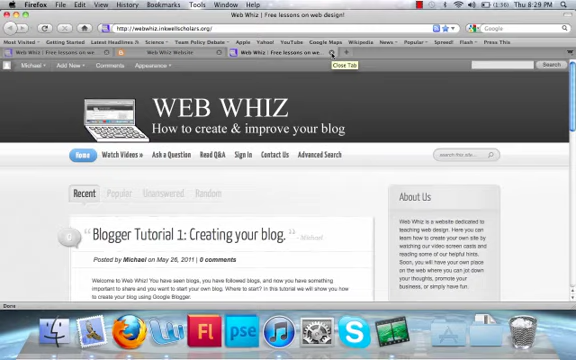 Firefox File Edit View History Bookmarks Tools Window Help
(1:36) Thu 8:29 PM
Web Whiz | Free lessons on web design!
http://webwhiz.inkwellscholars.org/
Google
Most Visited Getting Started Latest Headlines Science Team Policy Debate Apple Yahoo! YouTube Google Maps Wikipedia News Popular Spreed! Flash Press This
Web Whiz | Free lessons on we...
Web Whiz Website
Web Whiz | Free lessons on we...
Close Tab
Michael Add New Comments Appearance
Search
WEB WHIZ
How to create & improve your blog
Home Watch Videos » Ask a Question Read Q&A Sign In Contact Us Advanced Search
search this site...
Recent Popular Unanswered Random
About Us
0
“ Blogger Tutorial 1: Creating your blog. ” – Michael
Posted by Michael on May 26, 2011 | 0 comments
Welcome to Web Whiz! You have seen blogs, you have followed blogs, and now you have something
important to share and you want to start your own blog. Where to start? In this tutorial we will show you how
to create your blog using Google Blogger.
Web Whiz is a website dedicated to
teaching web design. Here you can
learn how to create your own site by
watching our video screen casts and
reading some of our helpful hints.
Soon, you will have your own place
on the web where you can jot down
your thoughts, promote your
business, or simply have fun.
Done
Fl
pse